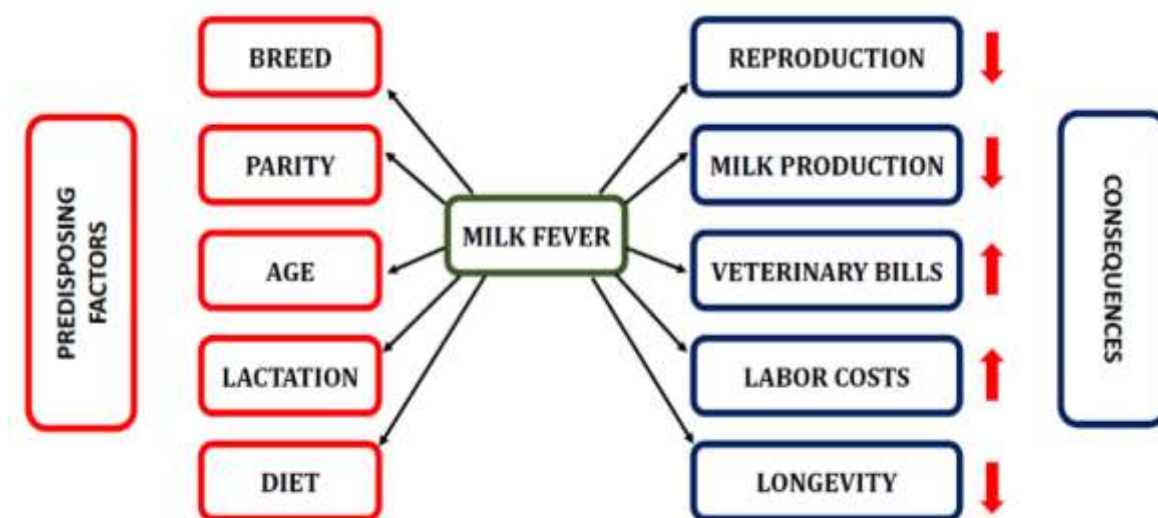 PREDISPOSING
FACTORS
BREED
PARITY
AGE
LACTATION
DIET
MILK FEVER
REPRODUCTION
MILK PRODUCTION
VETERINARY BILLS
LABOR COSTS
LONGEVITY
CONSEQUENCES